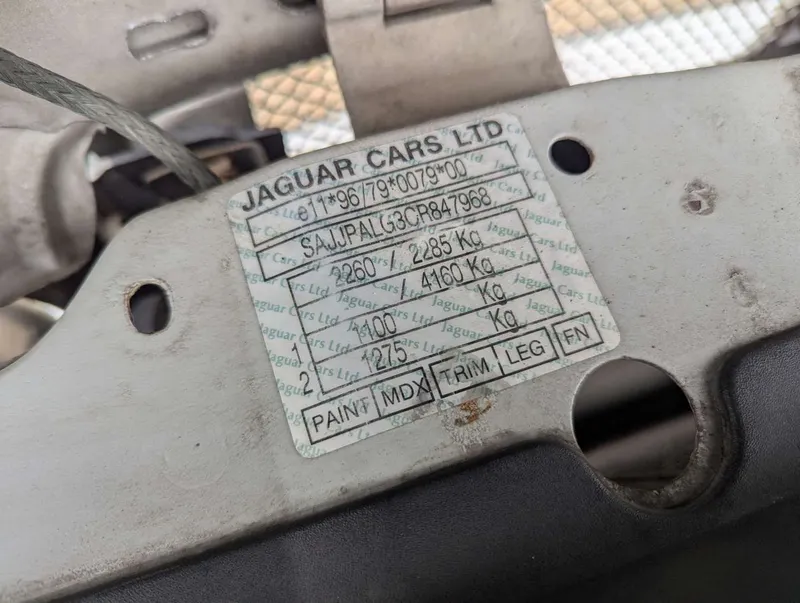 JAGUAR CARS LTD
e11*96/79*0079*00
SAJJPALG3CR847968
2260 / 2285 Kg
/ 4160 Kg
1 1100 Kg
2 1275 Kg
PAINT MDX TRIM LEG FN